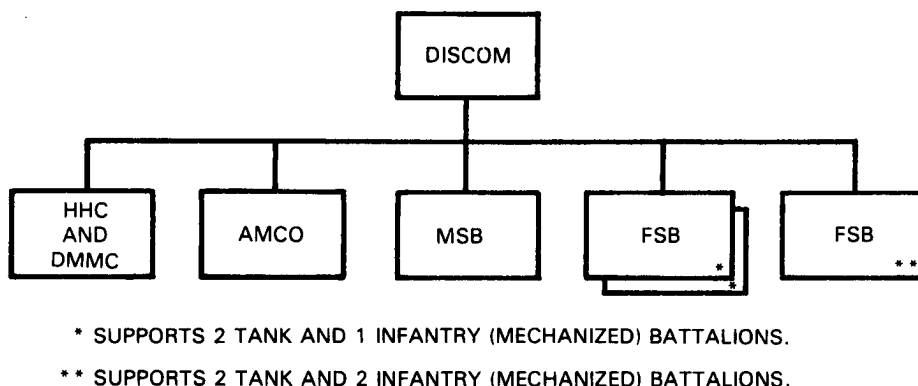 DISCOM
HHC
AND
DMMC
AMCO
MSB
FSB
*
*
FSB
**
* SUPPORTS 2 TANK AND 1 INFANTRY (MECHANIZED) BATTALIONS.
** SUPPORTS 2 TANK AND 2 INFANTRY (MECHANIZED) BATTALIONS.